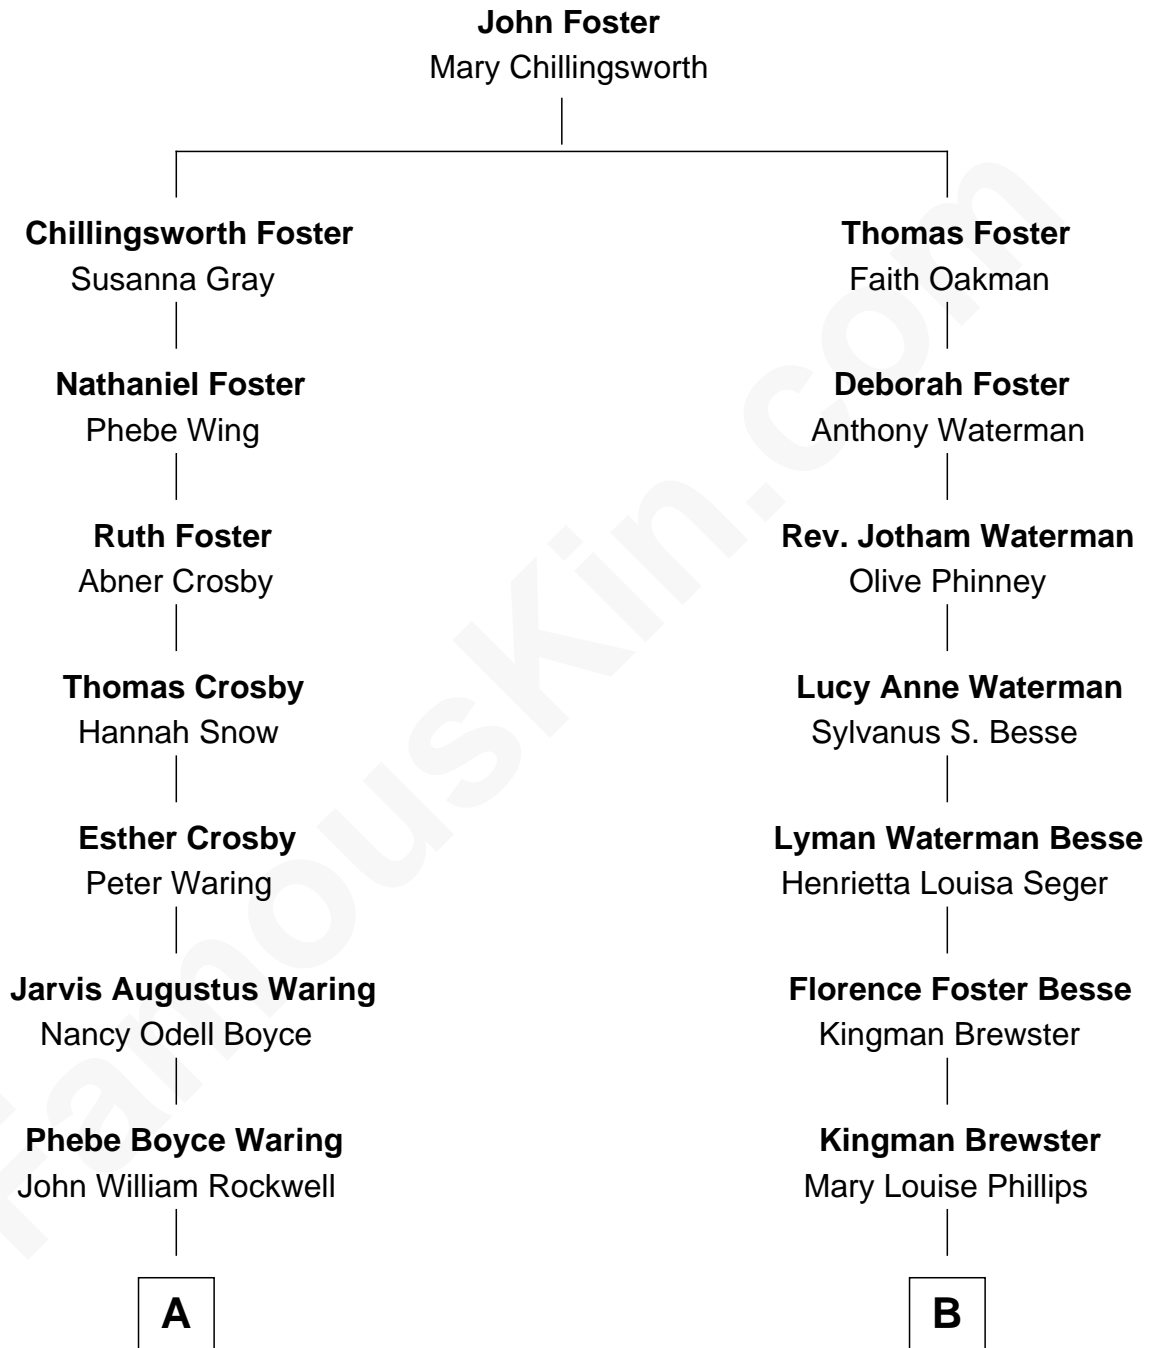 John Foster
Mary Chillingsworth
Chillingsworth Foster
Susanna Gray
Thomas Foster
Faith Oakman
Nathaniel Foster
Phebe Wing
Deborah Foster
Anthony Waterman
Ruth Foster
Abner Crosby
Rev. Jotham Waterman
Olive Phinney
Thomas Crosby
Hannah Snow
Lucy Anne Waterman
Sylvanus S. Besse
Esther Crosby
Peter Waring
Lyman Waterman Besse
Henrietta Louisa Seger
Jarvis Augustus Waring
Nancy Odell Boyce
Florence Foster Besse
Kingman Brewster
Phebe Boyce Waring
John William Rockwell
Kingman Brewster
Mary Louise Phillips
A
B
FamousKin.com